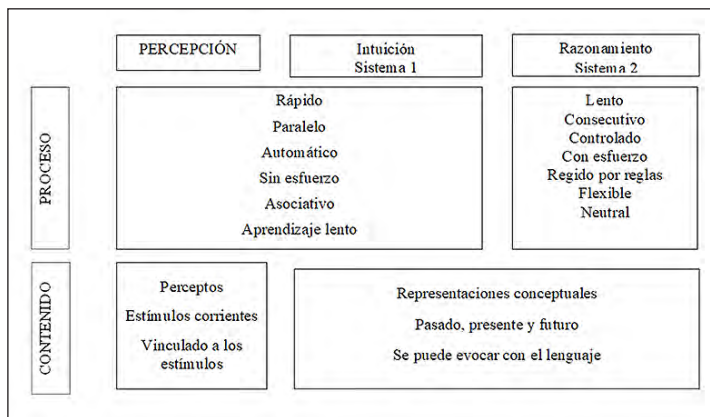 PERCEPCIÓN
Intuición
Sistema 1
Razonamiento
Sistema 2
PROCESO
Rápido
Paralelo
Automático
Sin esfuerzo
Asociativo
Aprendizaje lento
Lento
Consecutivo
Controlado
Con esfuerzo
Regido por reglas
Flexible
Neutral
CONTENIDO
Perceptos
Estímulos corrientes
Vinculado a los
estímulos
Representaciones conceptuales
Pasado, presente y futuro
Se puede evocar con el lenguaje